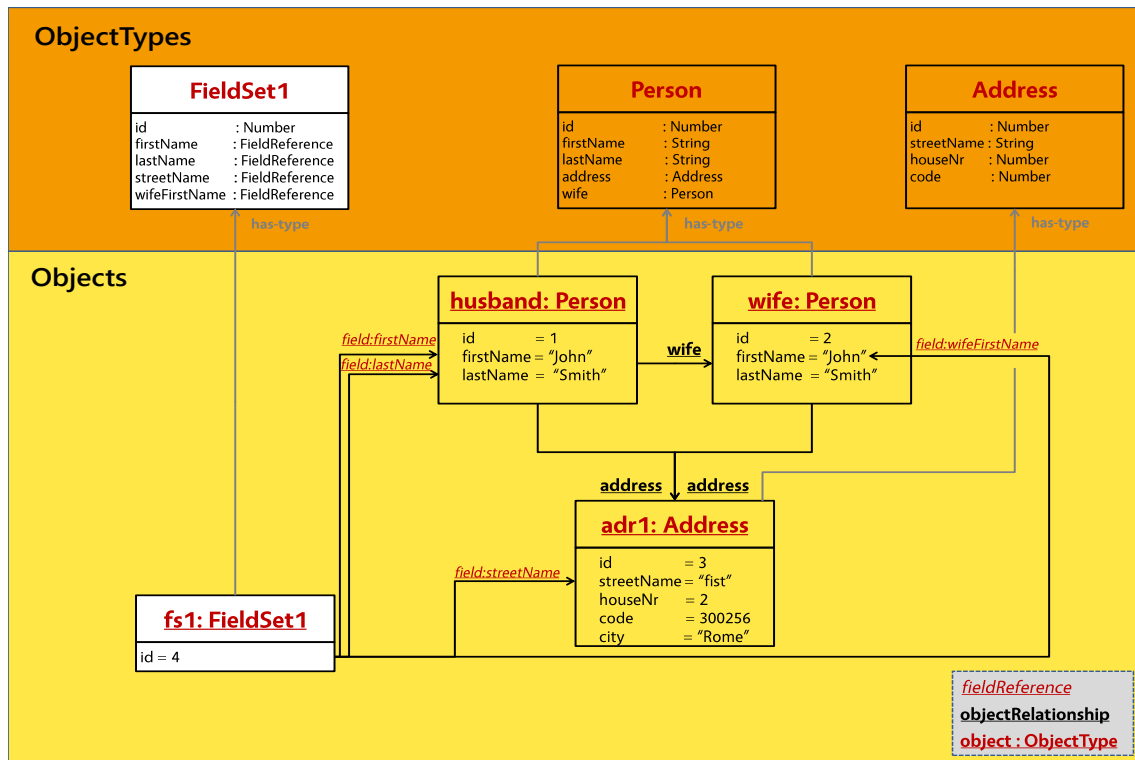 ObjectTypes
FieldSet1
id : Number
firstName : FieldReference
lastName : FieldReference
streetName : FieldReference
wifeFirstName : FieldReference
Person
id : Number
firstName : String
lastName : String
address : Address
wife : Person
Address
id : Number
streetName : String
houseNr : Number
code : Number
has-type
has-type
has-type
Objects
husband: Person
id = 1
firstName = “John”
lastName = “Smith”
wife
wife: Person
id = 2
firstName = “John”
lastName = “Smith”
field:firstName
field:lastName
field:wifeFirstName
address address
adr1: Address
id = 3
streetName = “fist”
houseNr = 2
code = 300256
city = “Rome”
field:streetName
fs1: FieldSet1
id = 4
fieldReference
objectRelationship
object : ObjectType